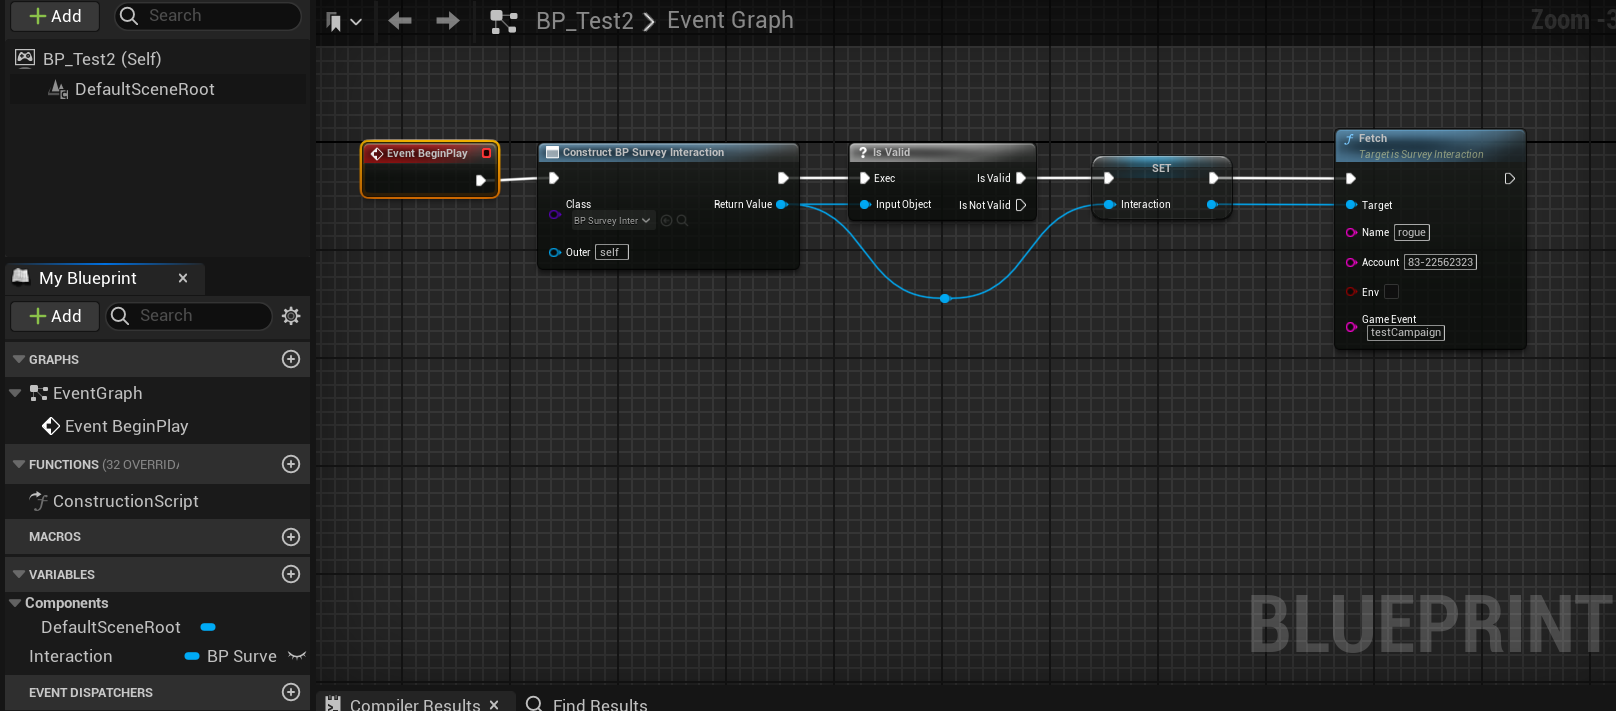 Add
Search
BP_Test2 (Self)
DefaultSceneRoot
My Blueprint
Add
Search
GRAPHS
EventGraph
Event BeginPlay
FUNCTIONS (32 OVERRID
ConstructionScript
MACROS
VARIABLES
Components
DefaultSceneRoot
Interaction BP Surve
EVENT DISPATCHERS
BP_Test2 > Event Graph
Zoom -3
Event BeginPlay
Construct BP Survey Interaction
Class
BP Survey Inter
Return Value
Outer self
? Is Valid
Exec Is Valid
Input Object Is Not Valid
SET
Interaction
f Fetch
Target is Survey Interaction
Target
Name rogue
Account 83-22562323
Env
Game Event
testCampaign
BLUEPRINT
Compiler Results
Find Results